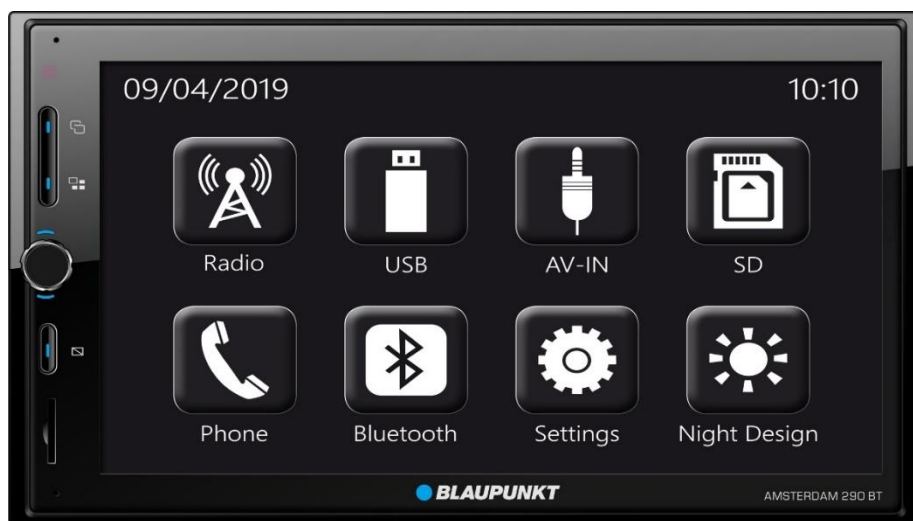 09/04/2019 10:10
Radio USB AV-IN SD
Phone Bluetooth Settings Night Design
BLAUPUNKT
AMSTERDAM 290 BT